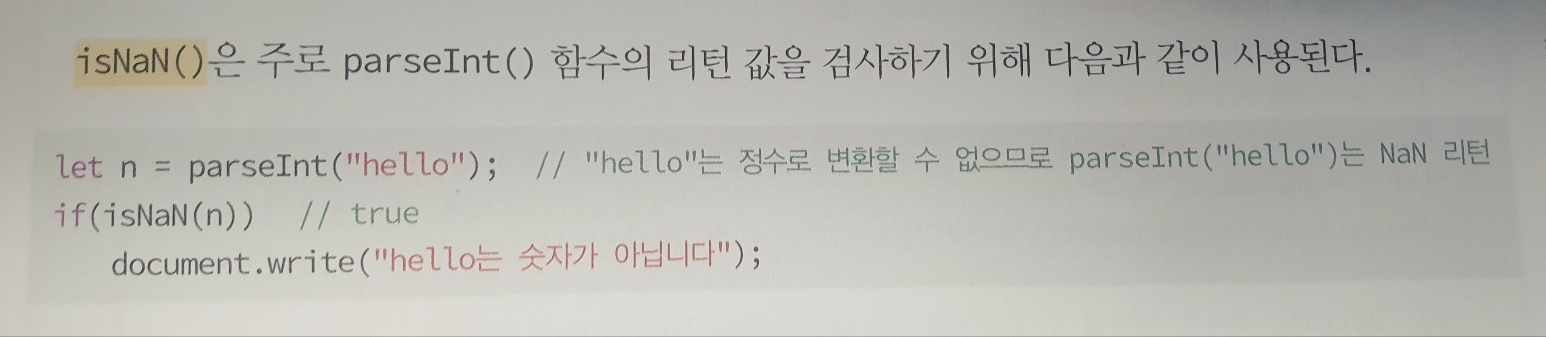 isNaN()은 주로 parseInt() 함수의 리턴 값을 검사하기 위해 다음과 같이 사용된다.
let n = parseInt("hello");  // "hello"는 정수로 변환할 수 없으므로 parseInt("hello")는 NaN 리턴
if(isNaN(n))  // true
document.write("hello는 숫자가 아닙니다");